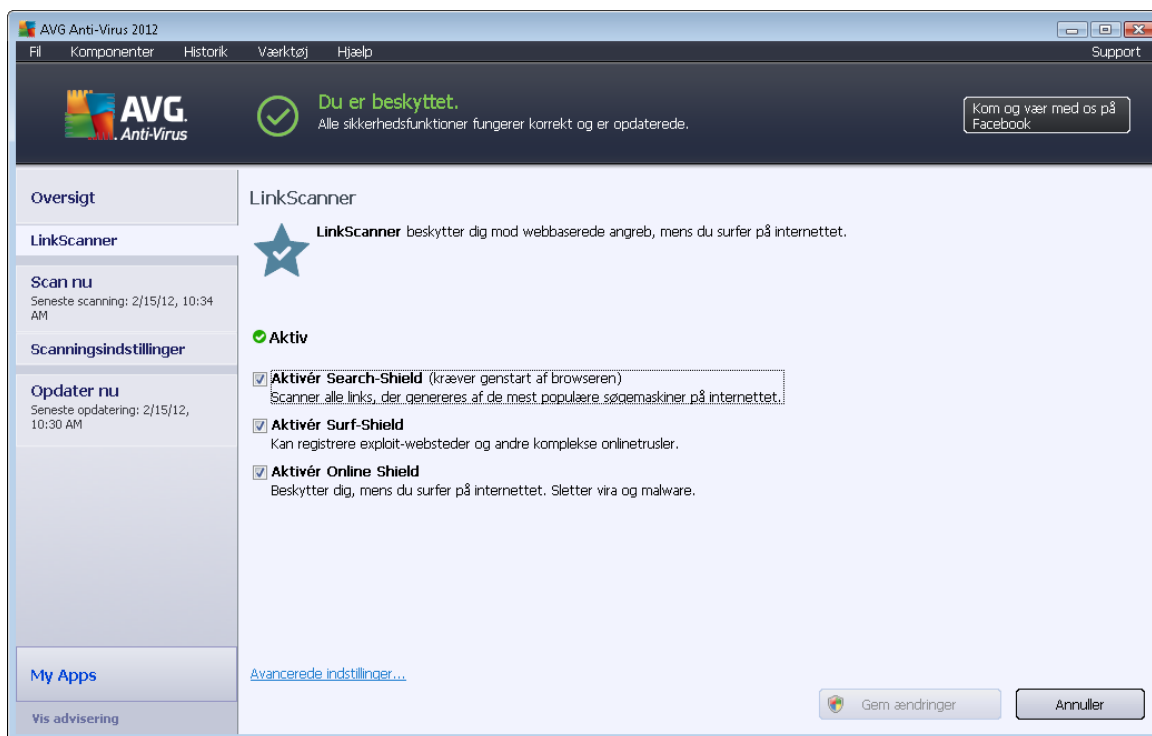 AVG Anti-Virus 2012
Fil Komponenter Historik Værktøj Hjælp Support
AVG.
Anti-Virus
Du er beskyttet.
Alle sikkerhedsfunktioner fungerer korrekt og er opdaterede.
Kom og vær med os på
Facebook
Oversigt
LinkScanner
Scan nu
Seneste scanning: 2/15/12, 10:34
AM
Scanningsindstillinger
Opdater nu
Seneste opdatering: 2/15/12,
10:30 AM
My Apps
Vis advisering
LinkScanner
LinkScanner beskytter dig mod webbaserede angreb, mens du surfer på internettet.
Aktiv
Aktivér Search-Shield (kræver genstart af browseren)
Scanner alle links, der genereres af de mest populære søgemaskiner på internettet.
Aktivér Surf-Shield
Kan registrere exploit-websteder og andre komplekse onlinetrusler.
Aktivér Online Shield
Beskytter dig, mens du surfer på internettet. Sletter vira og malware.
Avancerede indstillinger...
Gem ændringer
Annuller